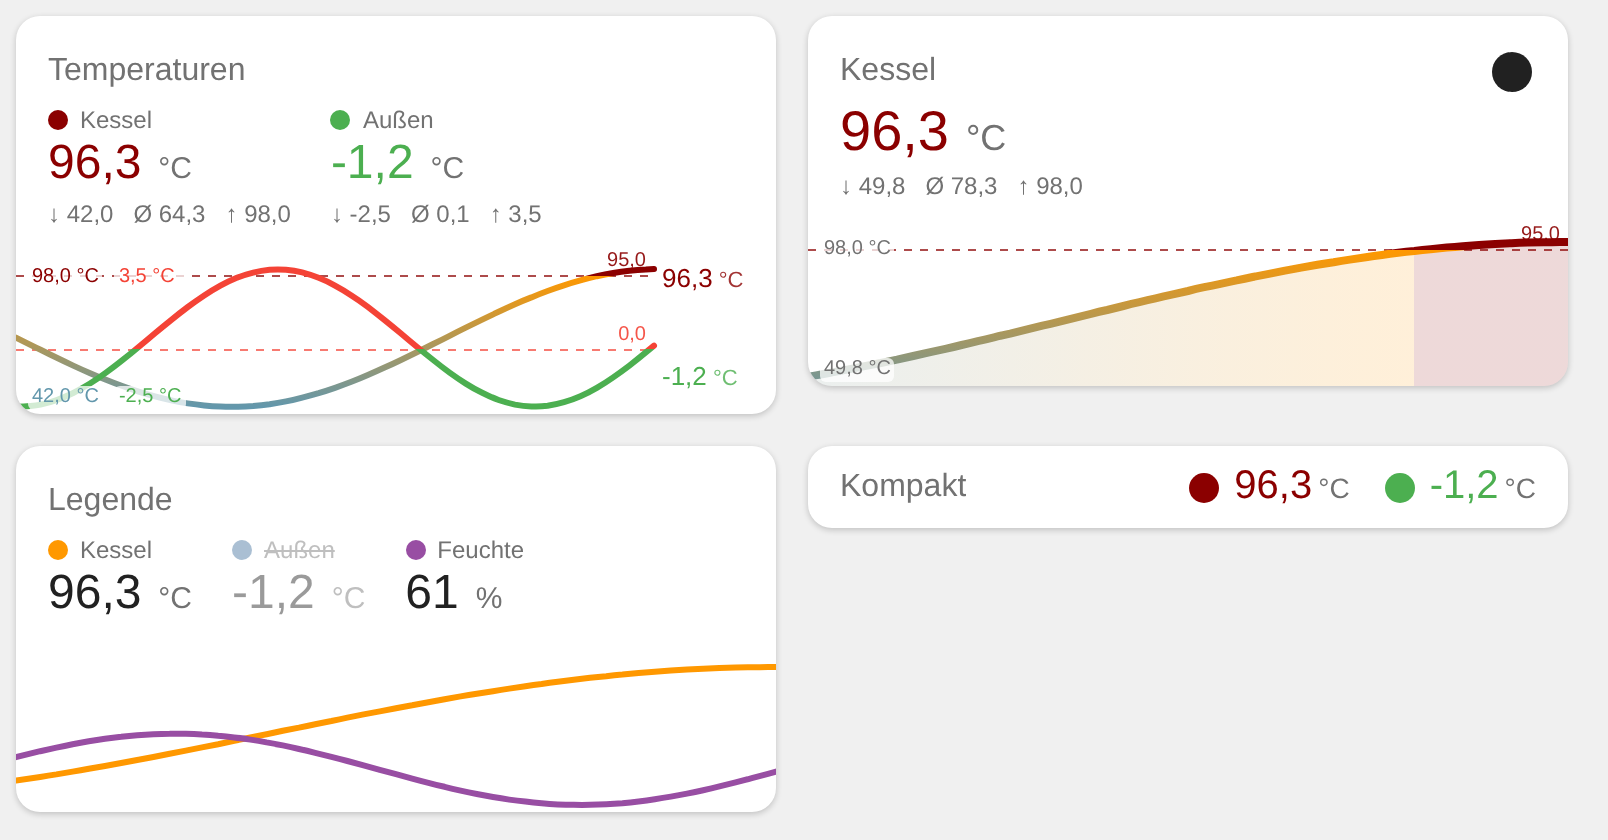 Temperaturen
Kessel Außen
96,3 °C -1,2 °C
↓ 42,0 Ø 64,3 ↑ 98,0 ↓ -2,5 Ø 0,1 ↑ 3,5
95,0
98,0 °C · 3,5 °C
96,3 °C
0,0
-1,2 °C
42,0 °C -2,5 °C
Kessel
96,3 °C
↓ 49,8 Ø 78,3 ↑ 98,0
95,0
98,0 °C
49,8 °C
Legende
Kessel Außen Feuchte
96,3 °C -1,2 °C 61 %
Kompakt 96,3 °C -1,2 °C